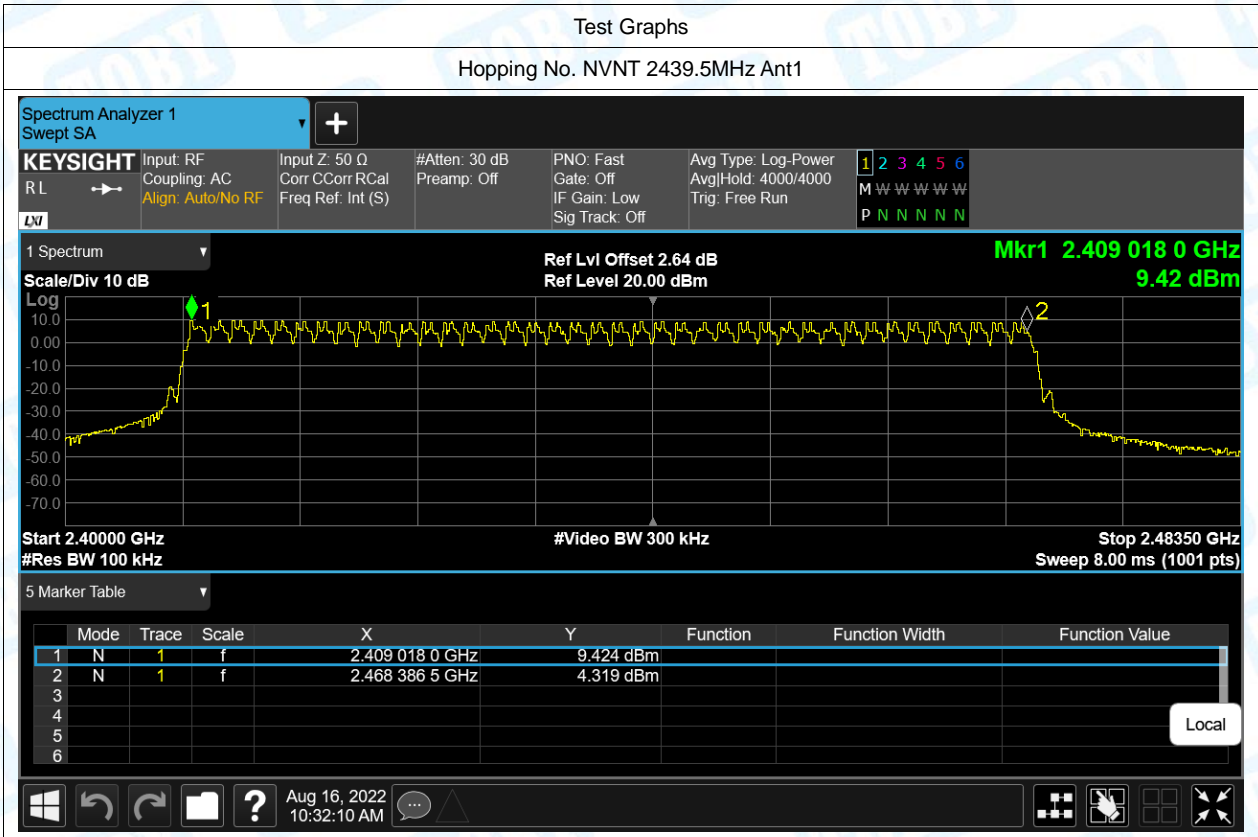 Test Graphs
Hopping No. NVNT 2439.5MHz Ant1
Spectrum Analyzer 1
Swept SA
KEYSIGHT
R L
LXI
Input: RF
Coupling: AC
Align: Auto/No RF
Input Z: 50 Ω
Corr CCorr RCal
Freq Ref: Int (S)
#Atten: 30 dB
Preamp: Off
PNO: Fast
Gate: Off
IF Gain: Low
Sig Track: Off
Avg Type: Log-Power
Avg|Hold: 4000/4000
Trig: Free Run
1 2 3 4 5 6
M W W W W W
P N N N N N
1 Spectrum
Scale/Div 10 dB
Ref Lvl Offset 2.64 dB
Ref Level 20.00 dBm
Mkr1 2.409 018 0 GHz
9.42 dBm
Log
10.0
0.00
-10.0
-20.0
-30.0
-40.0
-50.0
-60.0
-70.0
1
2
Start 2.40000 GHz
#Res BW 100 kHz
#Video BW 300 kHz
Stop 2.48350 GHz
Sweep 8.00 ms (1001 pts)
5 Marker Table
Mode Trace Scale X Y Function Function Width Function Value
1 N 1 f 2.409 018 0 GHz 9.424 dBm
2 N 1 f 2.468 386 5 GHz 4.319 dBm
3
4
5
6
Local
?
Aug 16, 2022
10:32:10 AM
TOBY